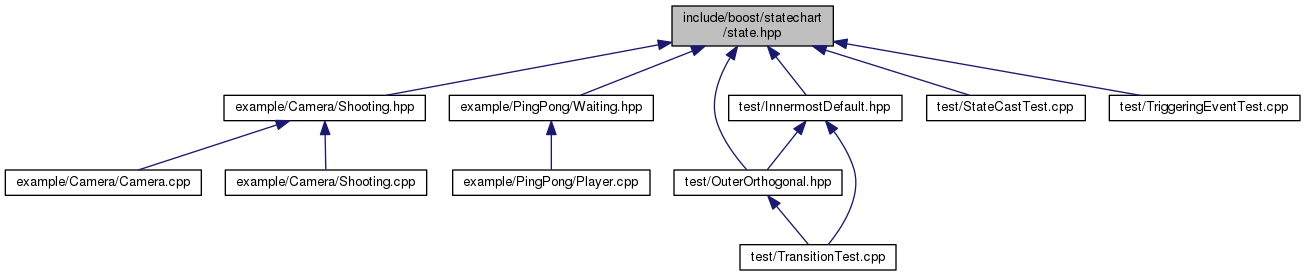 include/boost/statechart
/state.hpp
example/Camera/Shooting.hpp
example/PingPong/Waiting.hpp
test/InnermostDefault.hpp
test/StateCastTest.cpp
test/TriggeringEventTest.cpp
example/Camera/Camera.cpp
example/Camera/Shooting.cpp
example/PingPong/Player.cpp
test/OuterOrthogonal.hpp
test/TransitionTest.cpp